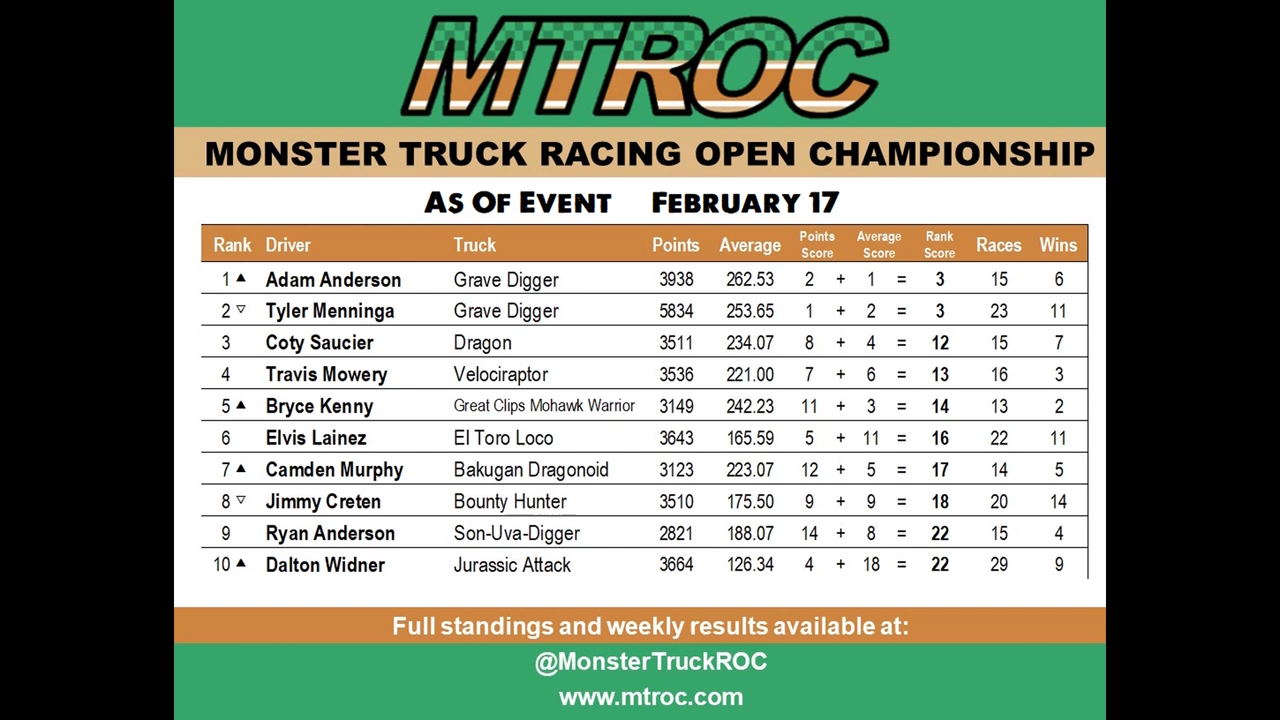 MTROC
MONSTER TRUCK RACING OPEN CHAMPIONSHIP
AS OF EVENT FEBRUARY 17
Rank Driver Truck Points Average Points Score Average Score Rank Score Races Wins
1 ▲ Adam Anderson Grave Digger 3938 262.53 2 + 1 = 3 15 6
2 ▽ Tyler Menninga Grave Digger 5834 253.65 1 + 2 = 3 23 11
3 Coty Saucier Dragon 3511 234.07 8 + 4 = 12 15 7
4 Travis Mowery Velociraptor 3536 221.00 7 + 6 = 13 16 3
5 ▲ Bryce Kenny Great Clips Mohawk Warrior 3149 242.23 11 + 3 = 14 13 2
6 Elvis Lainez El Toro Loco 3643 165.59 5 + 11 = 16 22 11
7 ▲ Camden Murphy Bakugan Dragonoid 3123 223.07 12 + 5 = 17 14 5
8 ▽ Jimmy Creten Bounty Hunter 3510 175.50 9 + 9 = 18 20 14
9 Ryan Anderson Son-Uva-Digger 2821 188.07 14 + 8 = 22 15 4
10 ▲ Dalton Widner Jurassic Attack 3664 126.34 4 + 18 = 22 29 9
Full standings and weekly results available at:
@MonsterTruckROC
www.mtroc.com